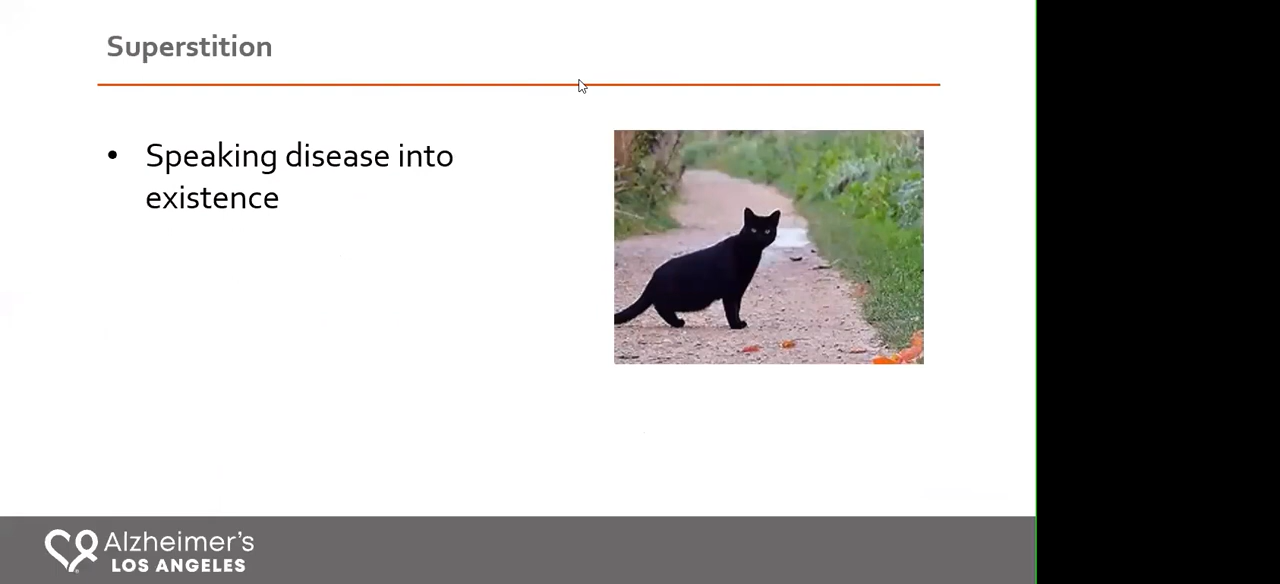 Superstition
• Speaking disease into
existence
Alzheimer's
LOS ANGELES